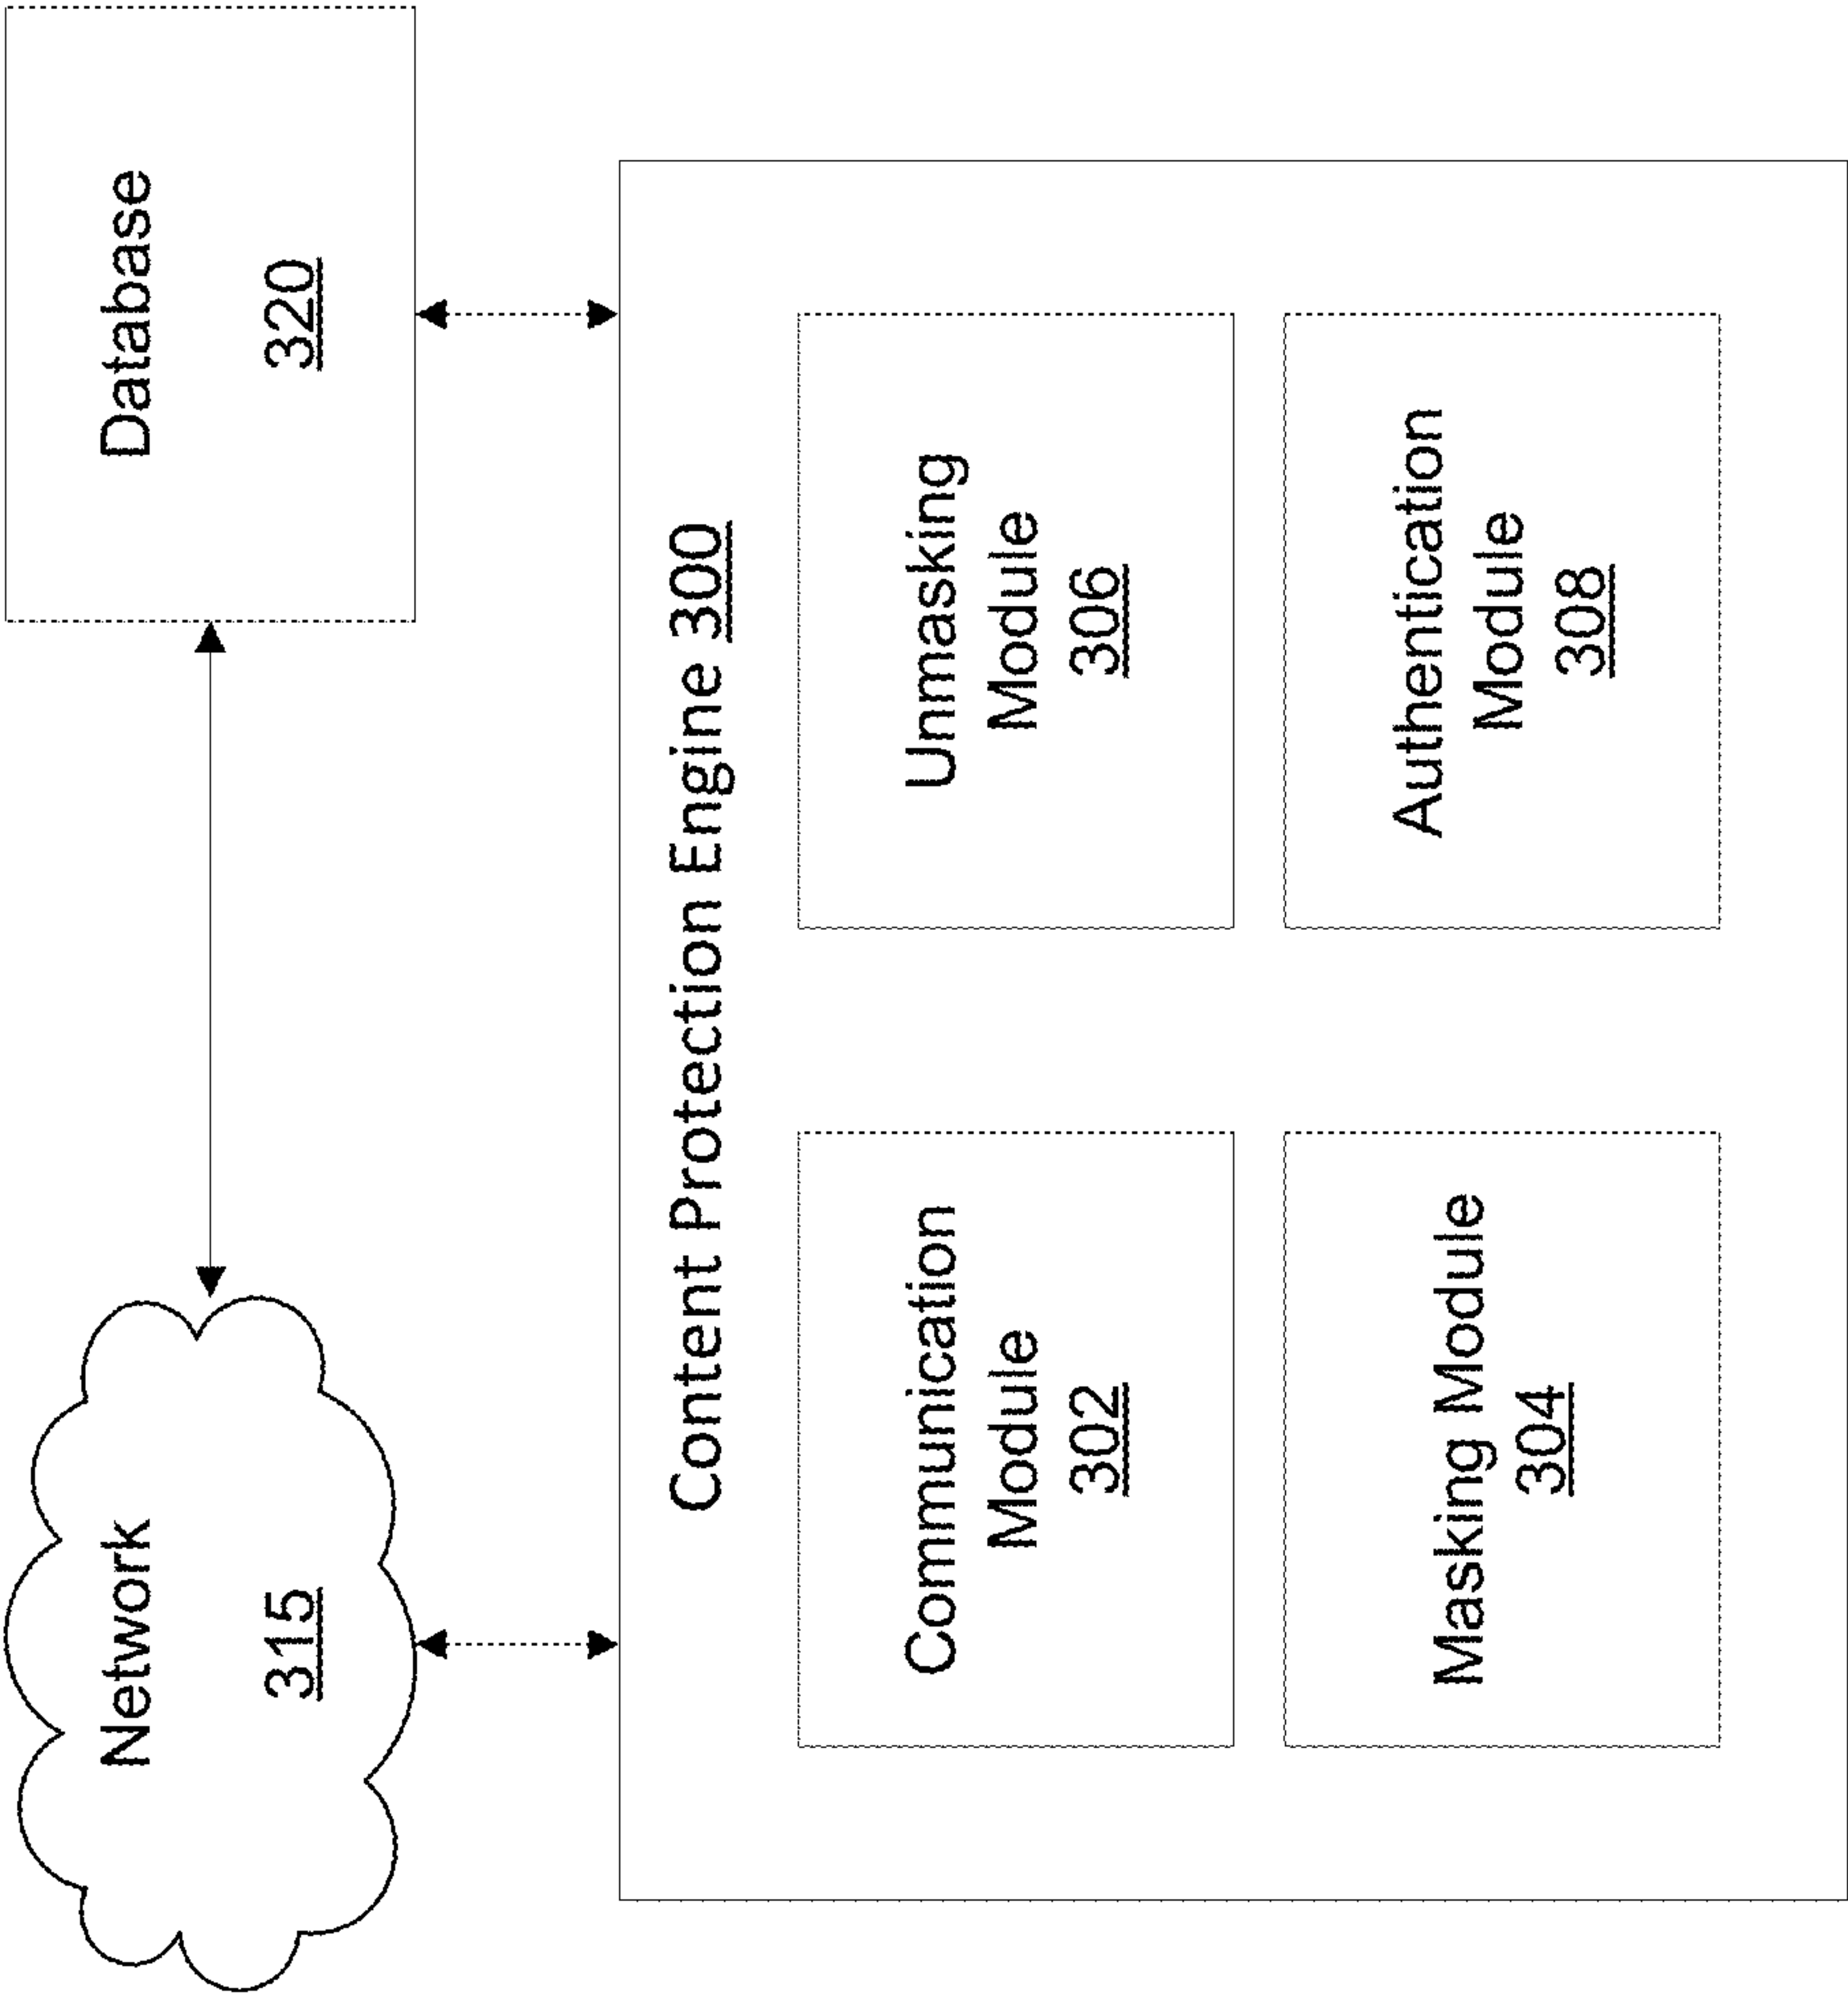 Network
315
Database
320
Content Protection Engine 300
Communication
Module
302
Unmasking
Module
306
Masking Module
304
Authentication
Module
308